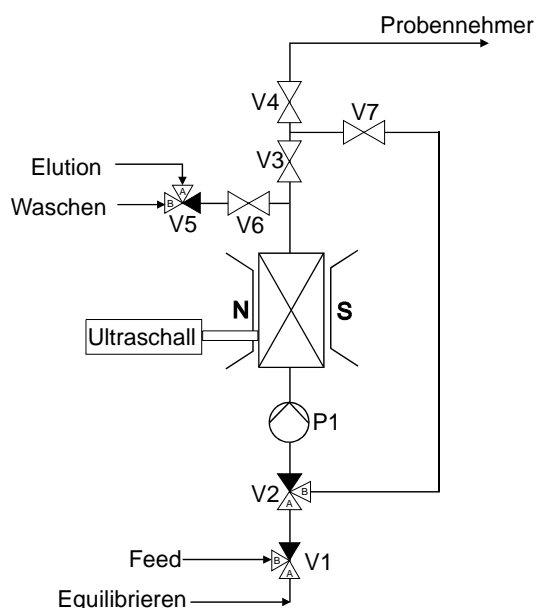 Probennehmer
V4
V7
V3
Elution
A
Waschen
B
V5
V6
N
S
Ultraschall
P1
V2
B
A
Feed
B
V1
A
Equilibrieren